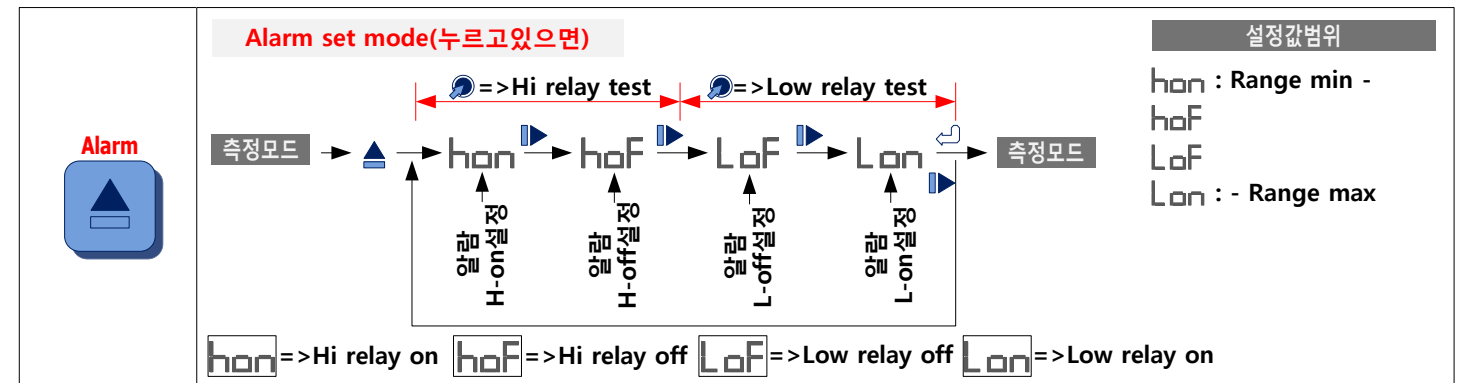 Alarm set mode(누르고있으면)
설정값범위
=>Hi relay test
=>Low relay test
hon : Range min -
hoF
LoF
Lon : - Range max
Alarm
측정모드
hon
hoF
LoF
Lon
측정모드
알람
H-on설정
알람
H-off설정
알람
L-off설정
알람
L-on설정
hon=>Hi relay on hoF=>Hi relay off LoF=>Low relay off Lon=>Low relay on